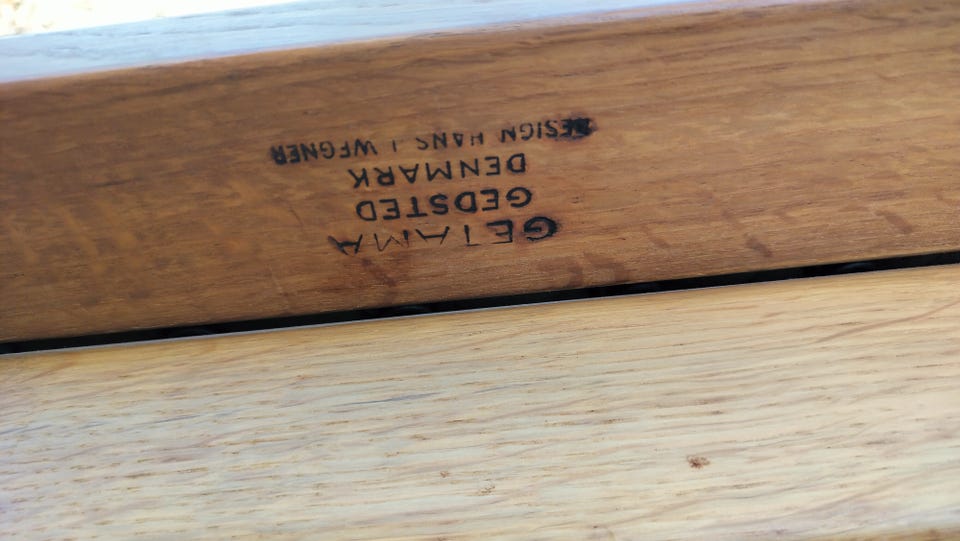 GETAMA
GEDSTED
DENMARK
DESIGN HANS J WEGNER